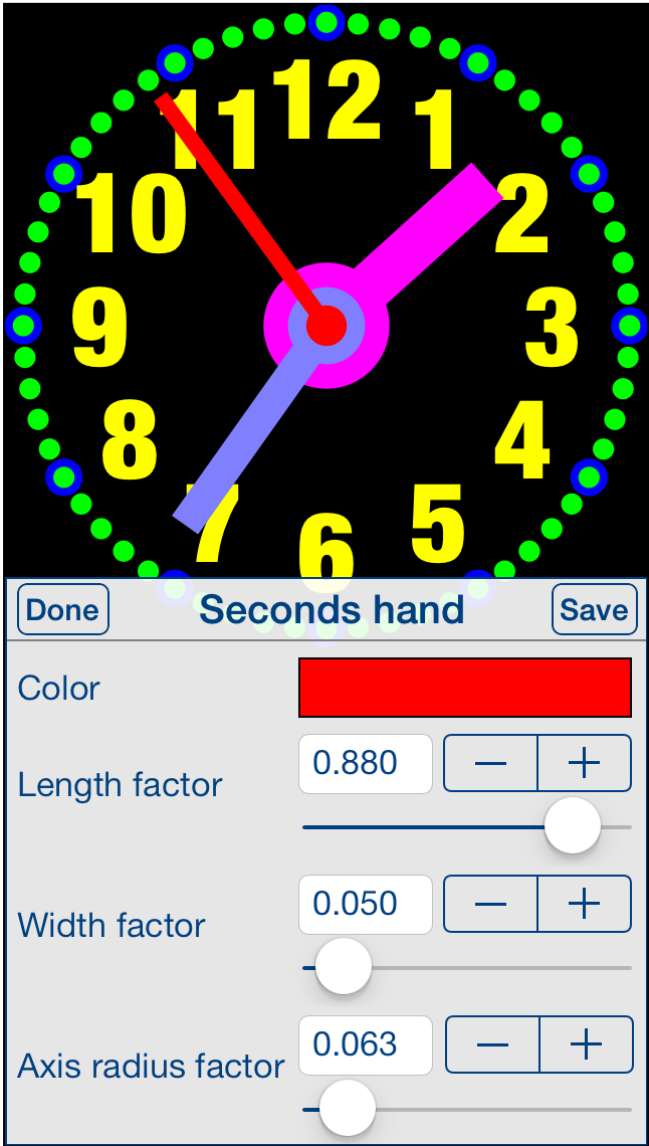 12
11
1
10
2
9
3
8
4
7
5
6
Done
Seconds hand
Save
Color
0.880
− +
Length factor
0.050
− +
Width factor
0.063
− +
Axis radius factor